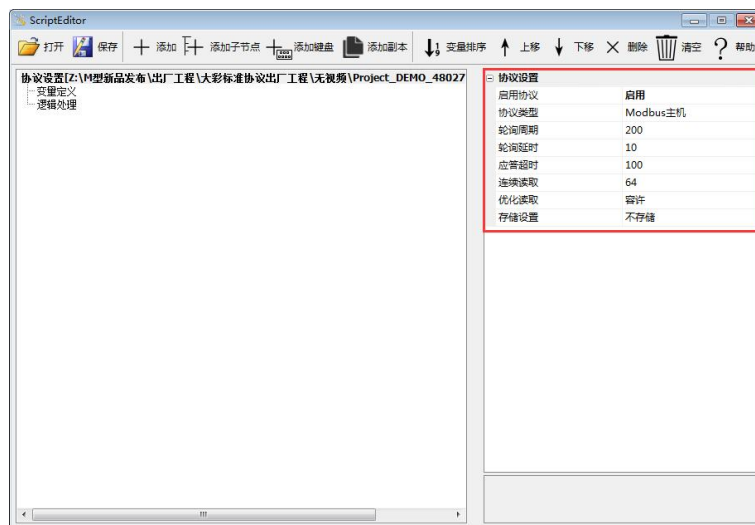 ScriptEditor
打开 保存 添加 添加子节点 添加键盘 添加副本 变量排序 上移 下移 删除 清空 帮助
协议设置[Z:\M型新品发布\出厂工程\大彩标准协议出厂工程\无视频\Project_DEMO_48027
变量定义
逻辑处理
协议设置
启用协议 启用
协议类型 Modbus主机
轮询周期 200
轮询延时 10
应答超时 100
连续读取 64
优化读取 容许
存储设置 不存储